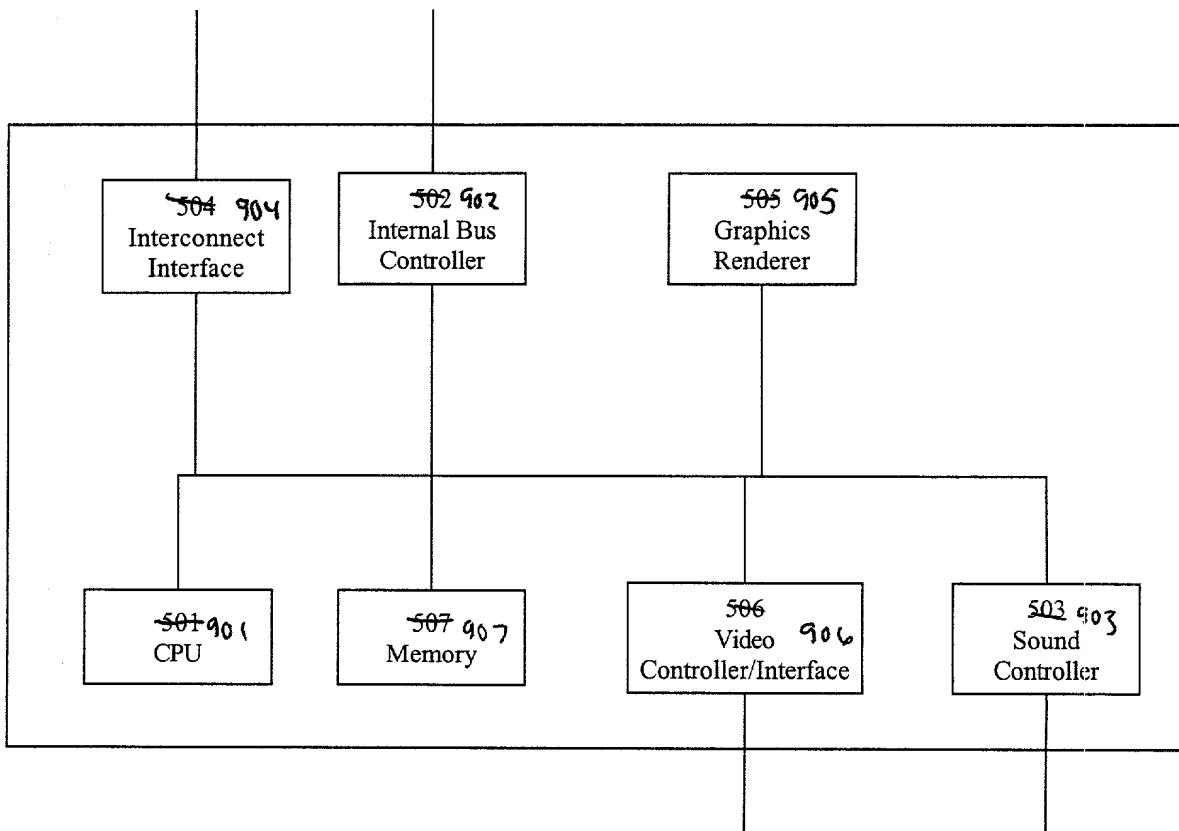 504 904
Interconnect
Interface
502 902
Internal Bus
Controller
505 905
Graphics
Renderer
501 901
CPU
507 907
Memory
506
Video 906
Controller/Interface
503 903
Sound
Controller